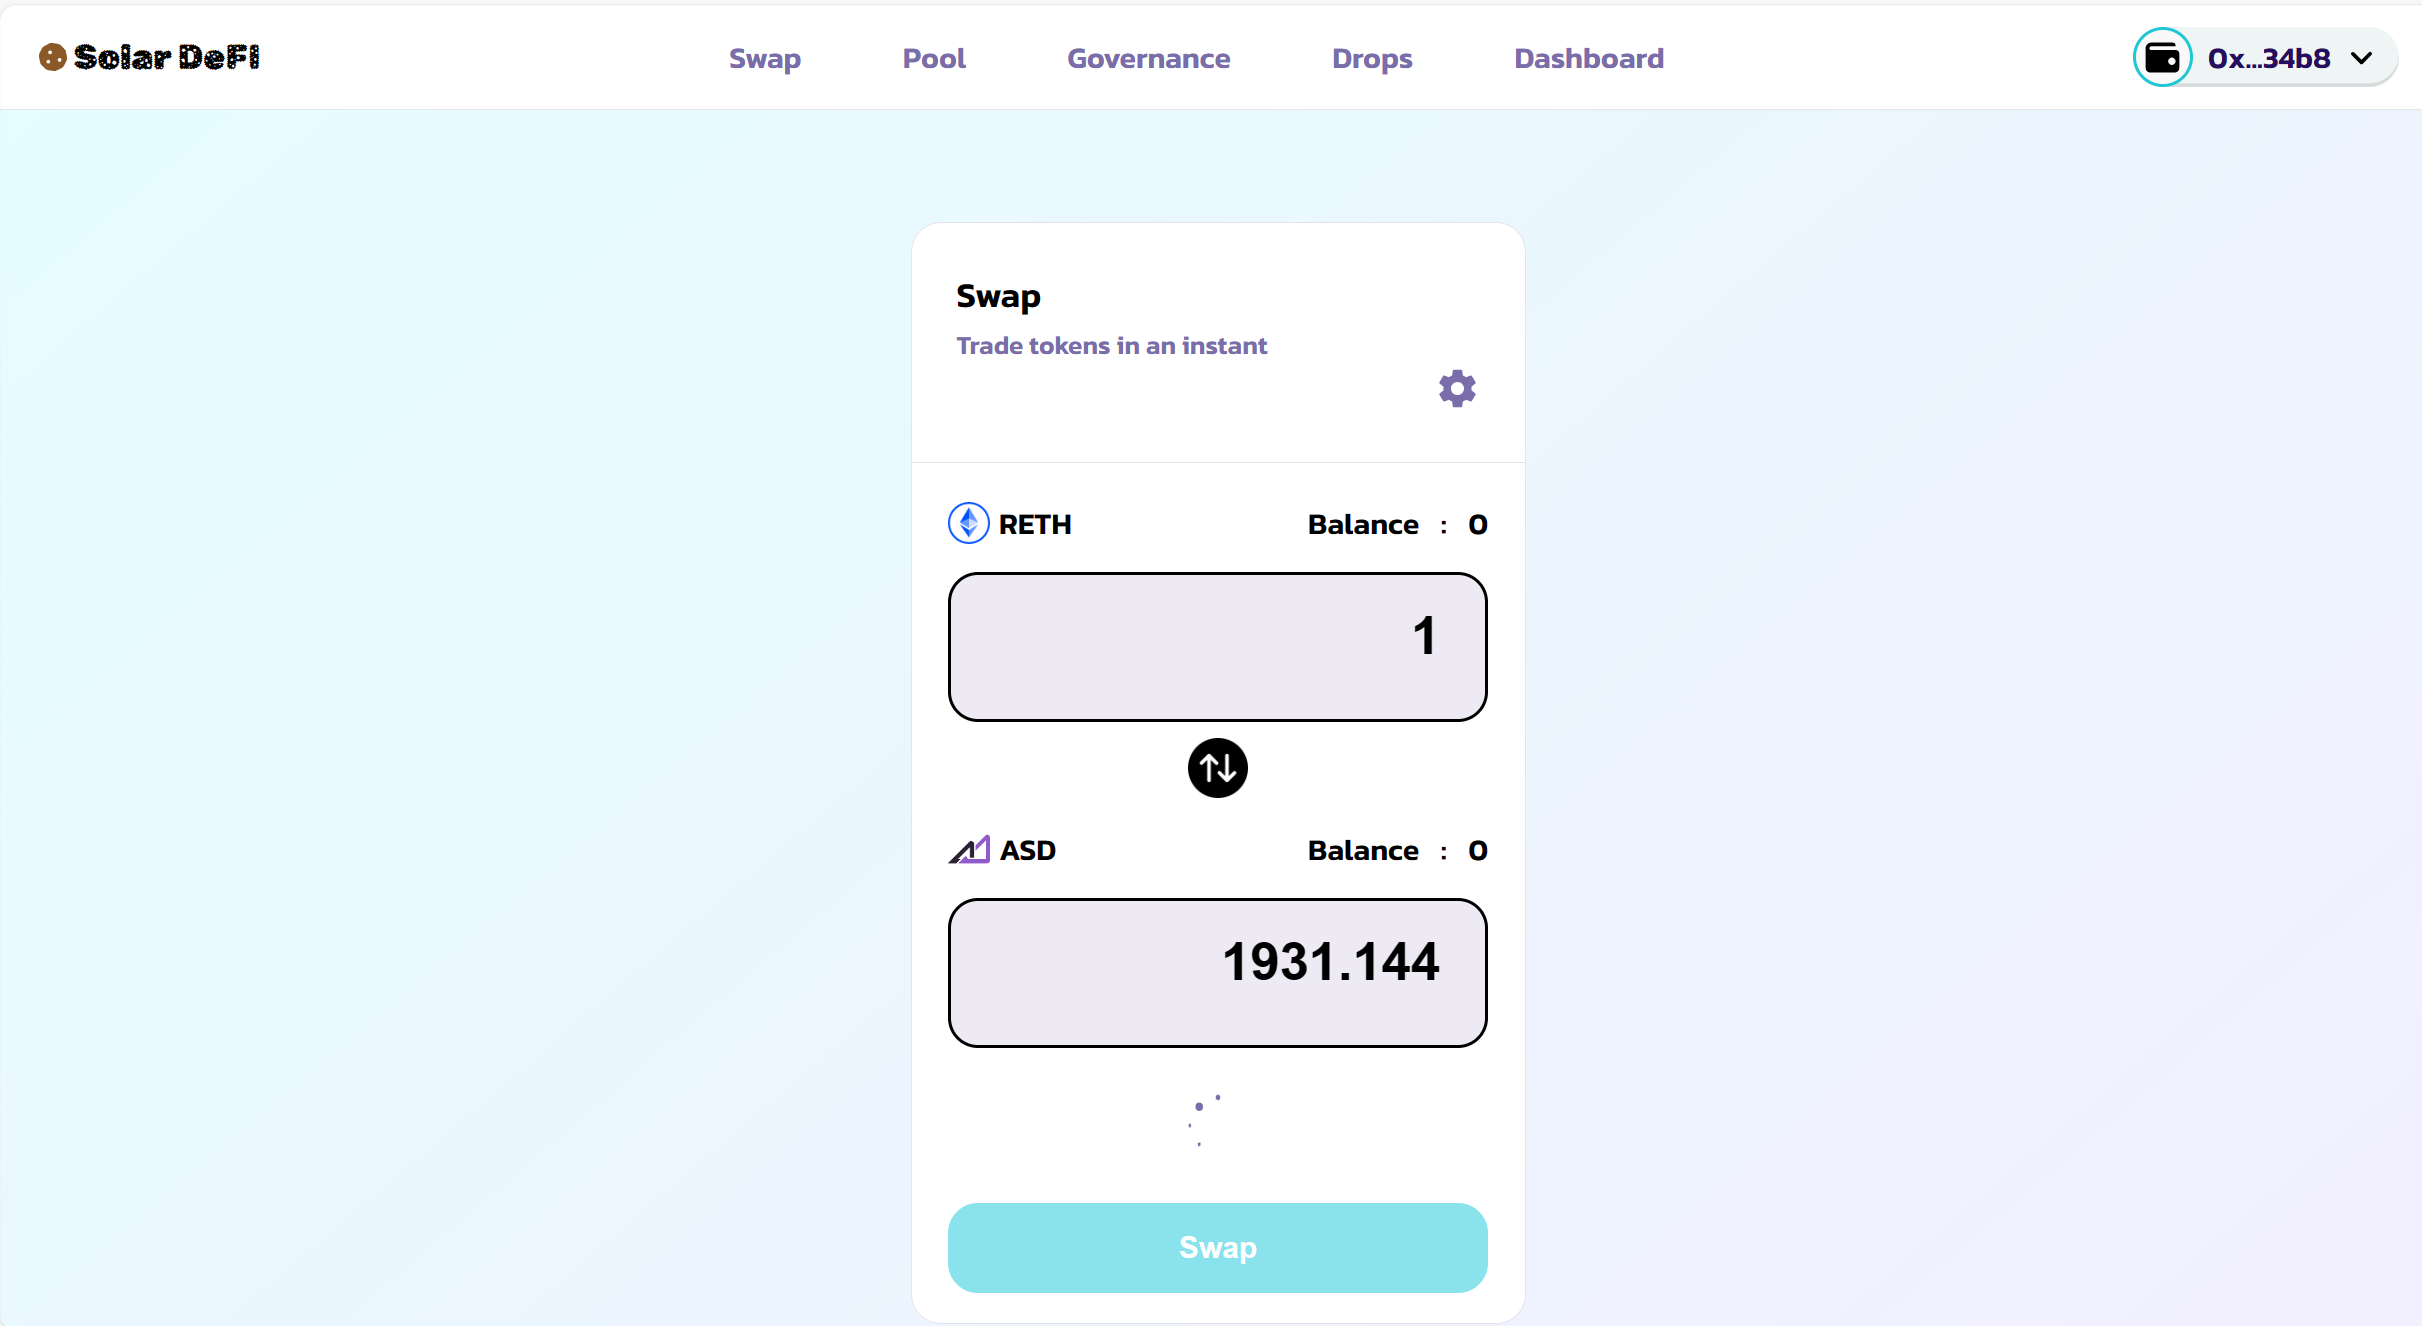 Solar DeFi
Swap Pool Governance Drops Dashboard
0x...34b8
Swap
Trade tokens in an instant
RETH Balance : 0
1
ASD Balance : 0
1931.144
Swap